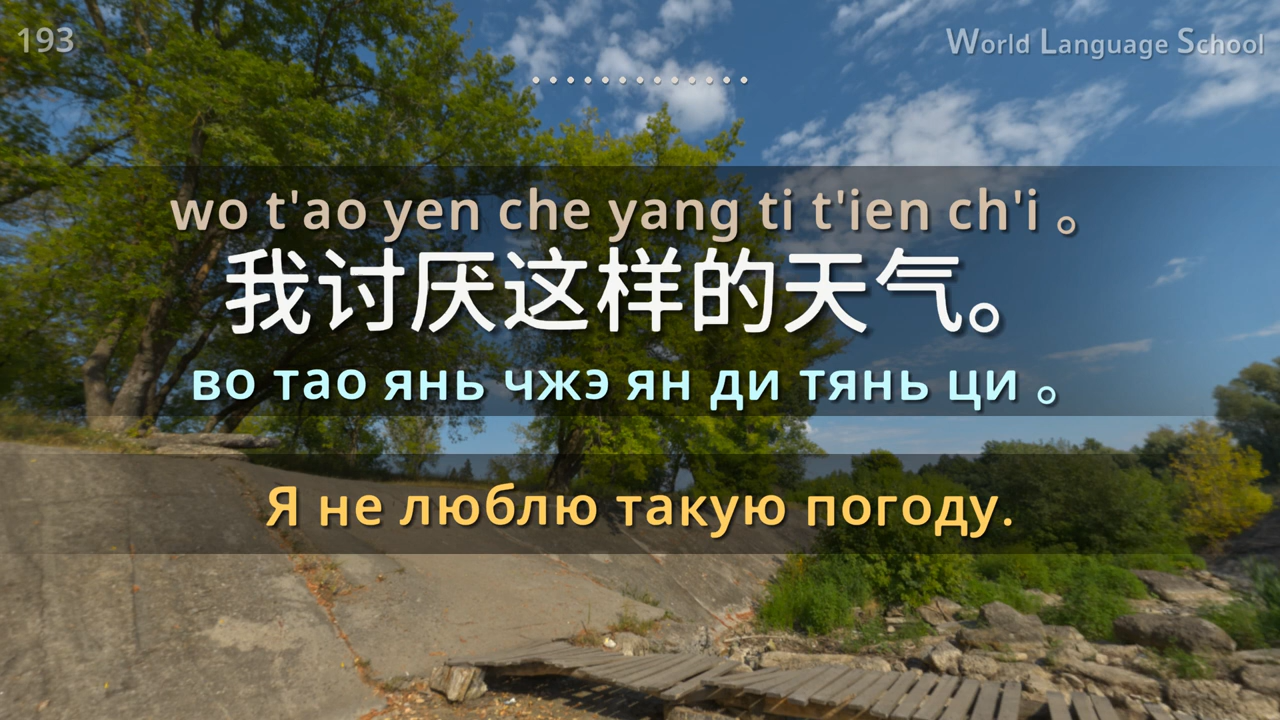 193
World Language School
wo t'ao yen che yang ti t'ien ch'i 。
我讨厌这样的天气。
во тао янь чжэ ян ди тянь ци 。
Я не люблю такую погоду.